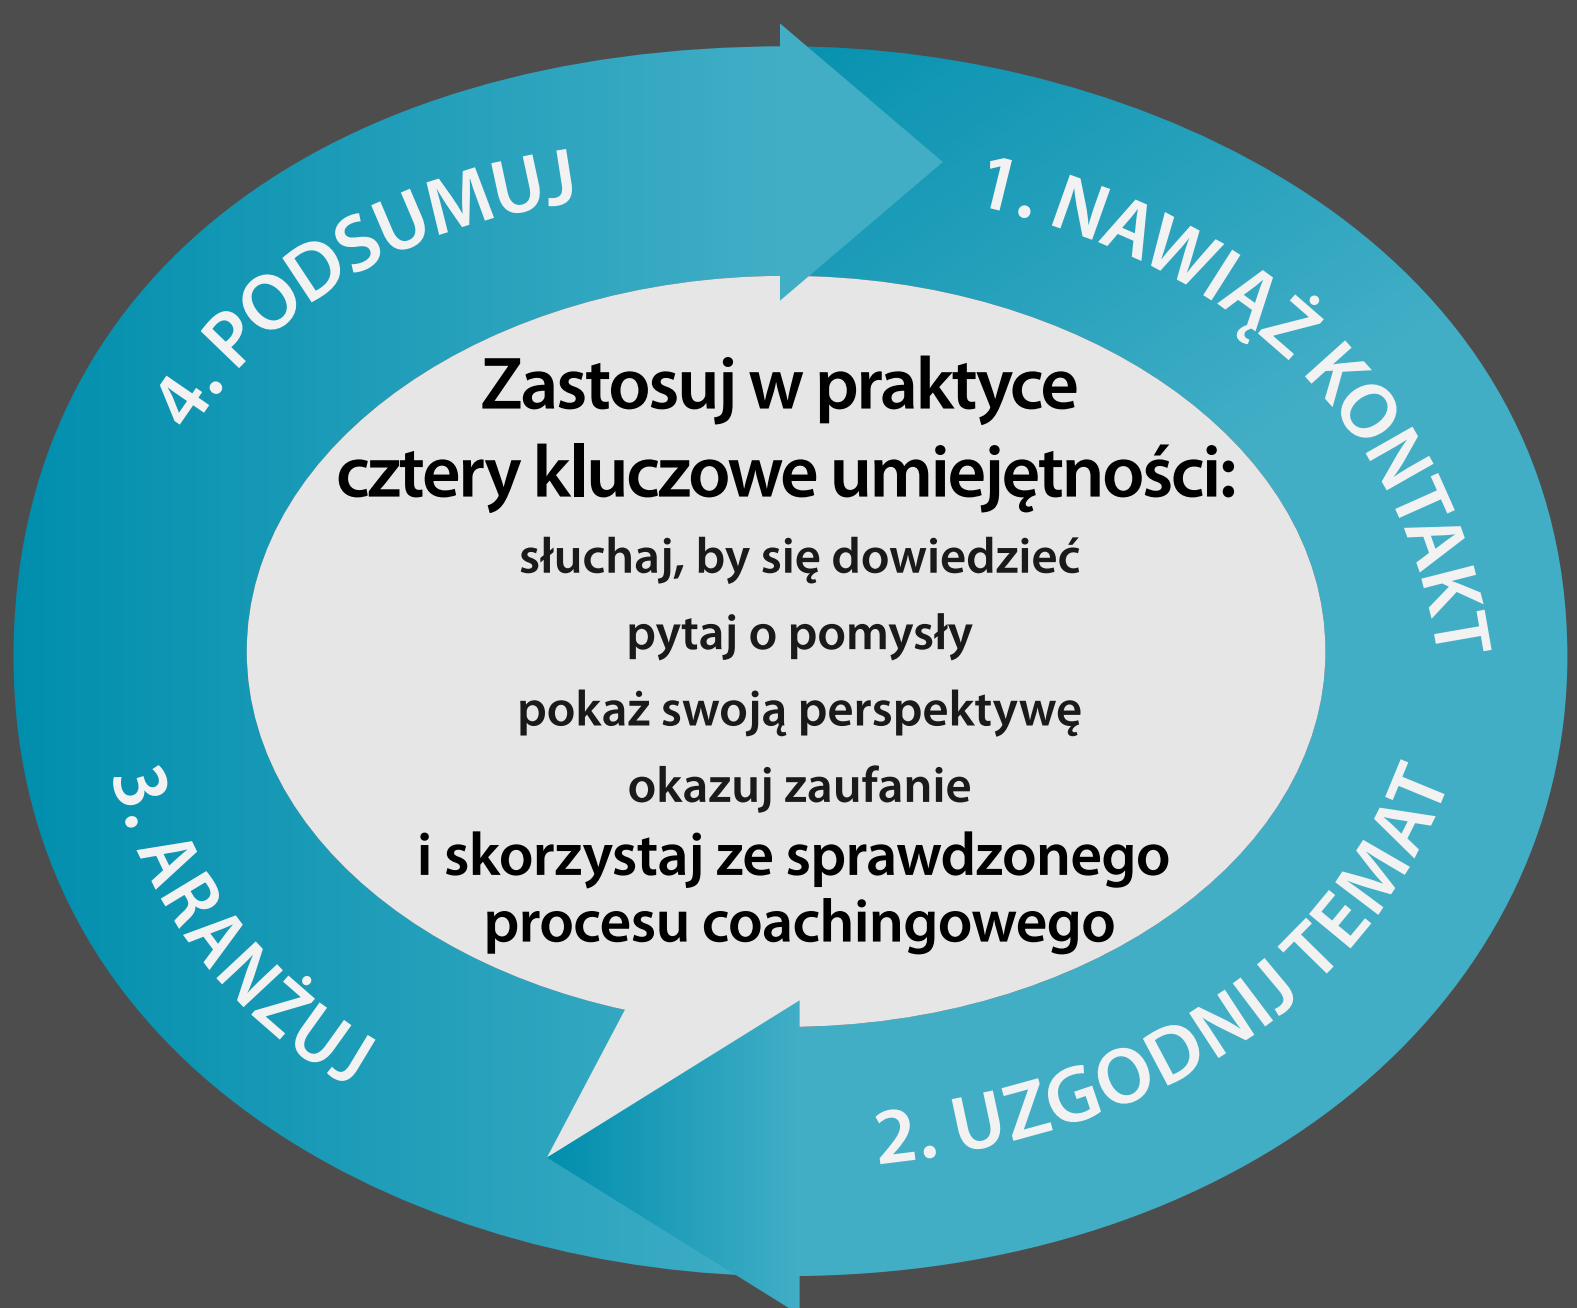 1. NAWIĄŻ KONTAKT
2. UZGODNIJ TEMAT
3. ARANŻUJ
4. PODSUMUJ
Zastosuj w praktyce
cztery kluczowe umiejętności:
słuchaj, by się dowiedzieć
pytaj o pomysły
pokaż swoją perspektywę
okazuj zaufanie
i skorzystaj ze sprawdzonego
procesu coachingowego